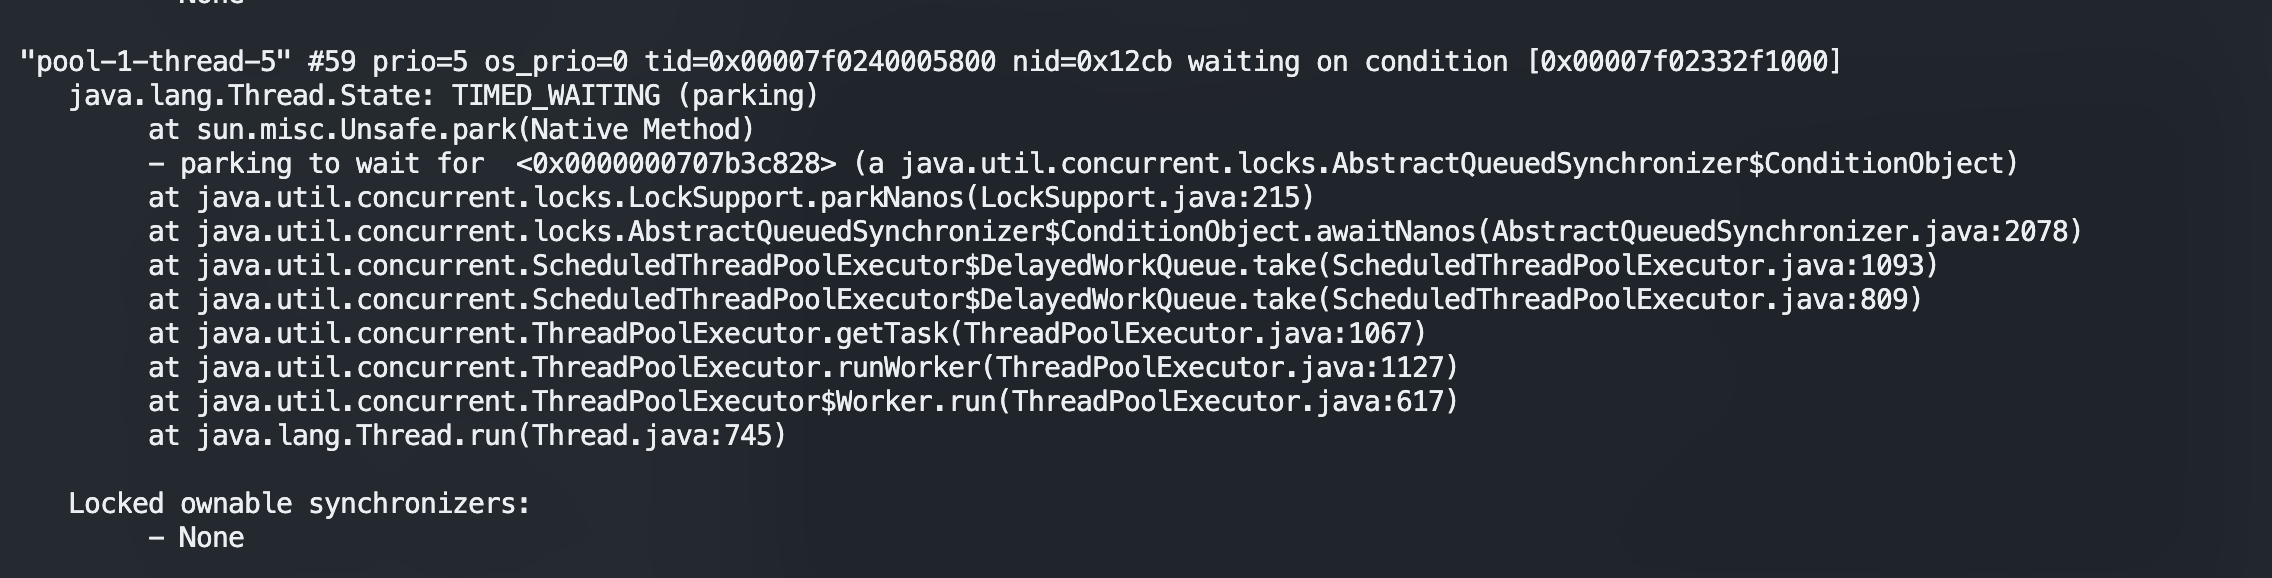 None
"pool-1-thread-5" #59 prio=5 os_prio=0 tid=0x00007f0240005800 nid=0x12cb waiting on condition [0x00007f02332f1000]
java.lang.Thread.State: TIMED_WAITING (parking)
at sun.misc.Unsafe.park(Native Method)
- parking to wait for  <0x0000000707b3c828> (a java.util.concurrent.locks.AbstractQueuedSynchronizer$ConditionObject)
at java.util.concurrent.locks.LockSupport.parkNanos(LockSupport.java:215)
at java.util.concurrent.locks.AbstractQueuedSynchronizer$ConditionObject.awaitNanos(AbstractQueuedSynchronizer.java:2078)
at java.util.concurrent.ScheduledThreadPoolExecutor$DelayedWorkQueue.take(ScheduledThreadPoolExecutor.java:1093)
at java.util.concurrent.ScheduledThreadPoolExecutor$DelayedWorkQueue.take(ScheduledThreadPoolExecutor.java:809)
at java.util.concurrent.ThreadPoolExecutor.getTask(ThreadPoolExecutor.java:1067)
at java.util.concurrent.ThreadPoolExecutor.runWorker(ThreadPoolExecutor.java:1127)
at java.util.concurrent.ThreadPoolExecutor$Worker.run(ThreadPoolExecutor.java:617)
at java.lang.Thread.run(Thread.java:745)
Locked ownable synchronizers:
- None